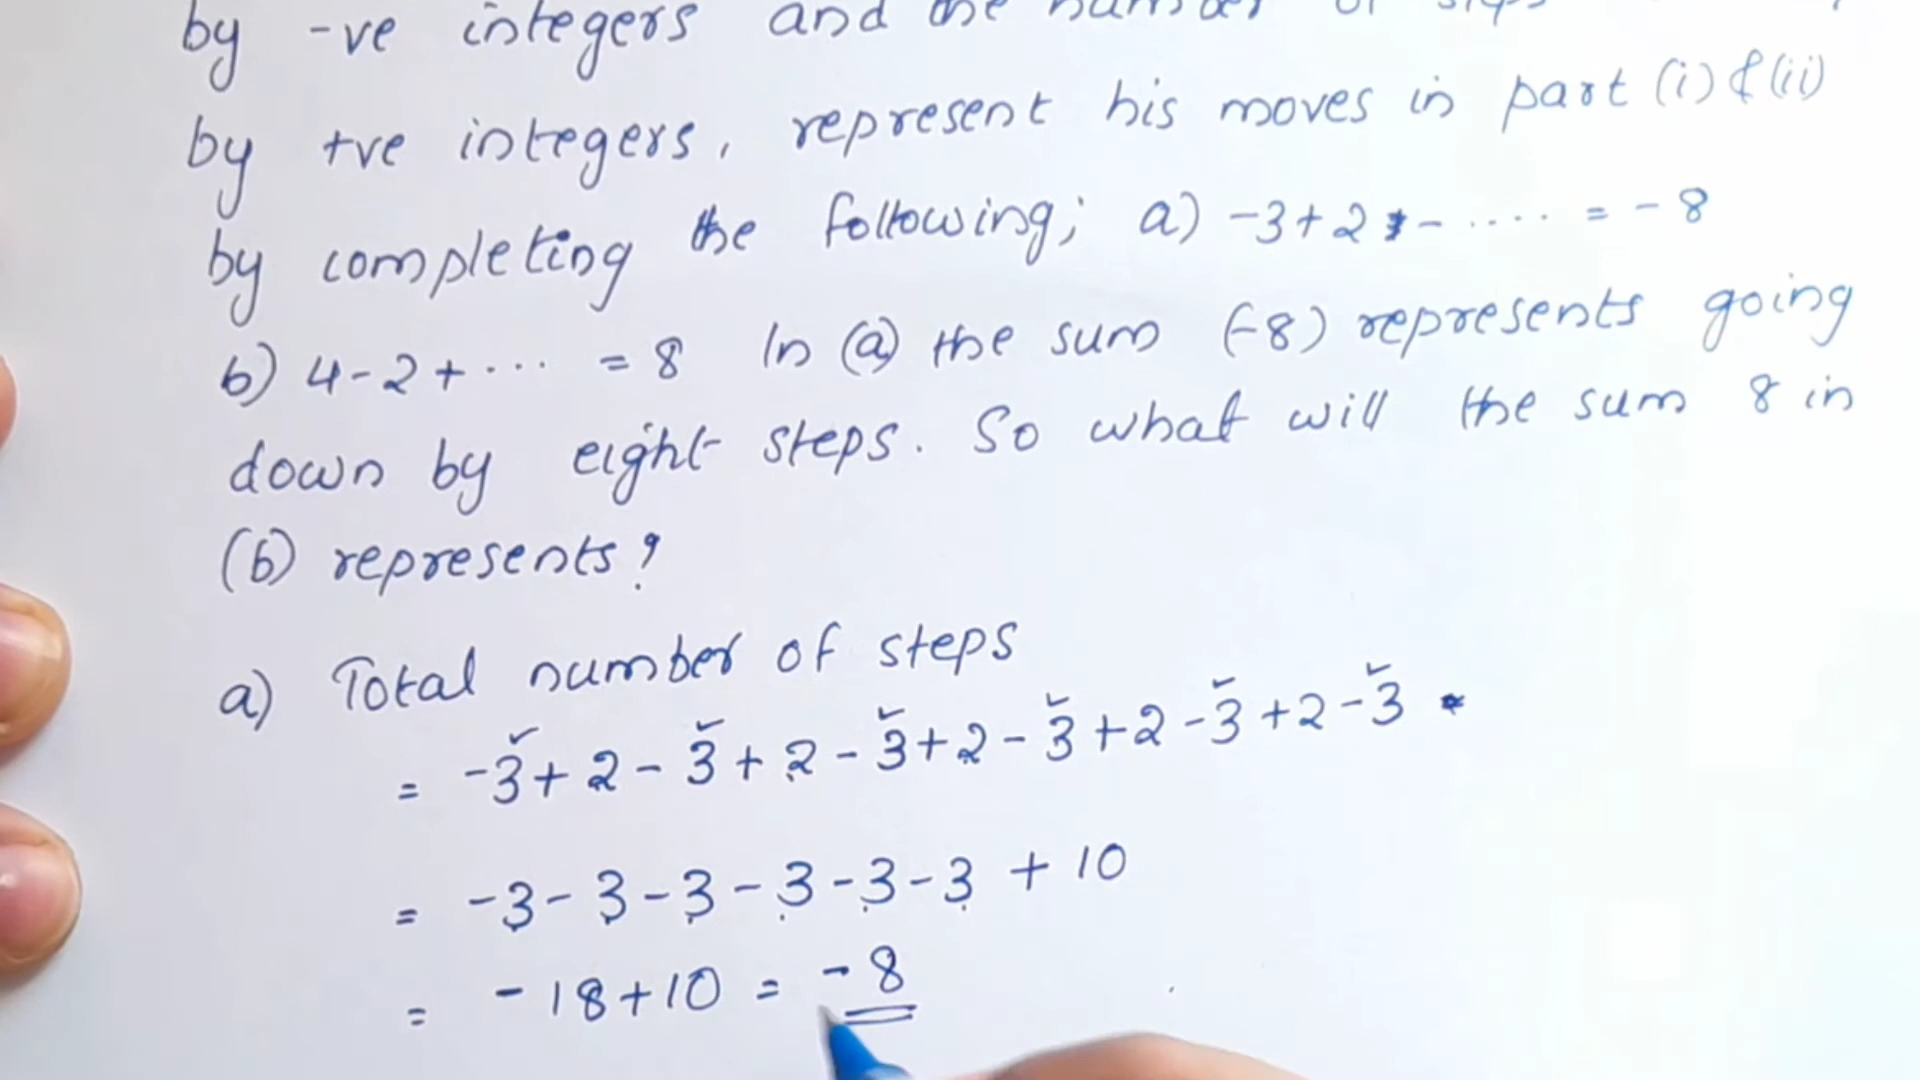 by -ve integers and the number of steps
by +ve integers, represent his moves in part (i) & (ii)
by completing the following; a) -3+2 - ..... = -8
b) 4-2+.... = 8 In (a) the sum (-8) represents going
down by eight steps. So what will the sum 8 in
(b) represents?
a) Total number of steps
= -3+2-3+2-3+2-3+2-3+2-3
= -3-3-3-3-3-3+10
= -18+10 = -8